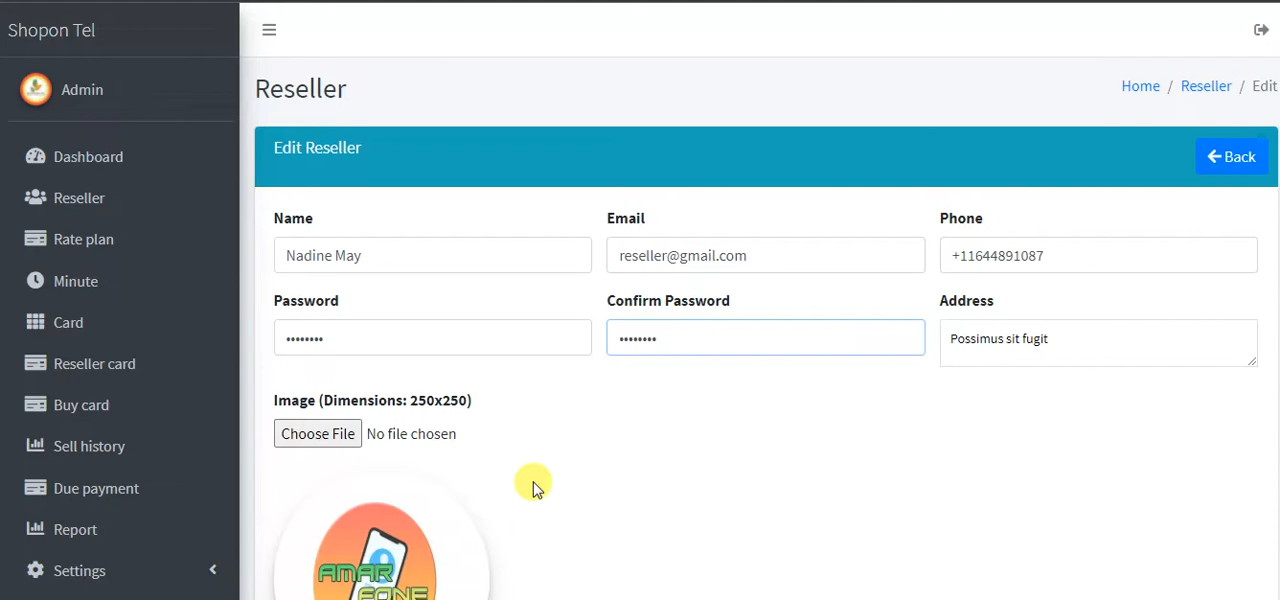 Shopon Tel
Admin
Dashboard
Reseller
Rate plan
Minute
Card
Reseller card
Buy card
Sell history
Due payment
Report
Settings
Reseller
Home / Reseller / Edit
Edit Reseller
Back
Name
Email
Phone
Nadine May
reseller@gmail.com
+11644891087
Password
Confirm Password
Address
••••••••
••••••••
Possimus sit fugit
Image (Dimensions: 250x250)
Choose File No file chosen
AMAR
FONE